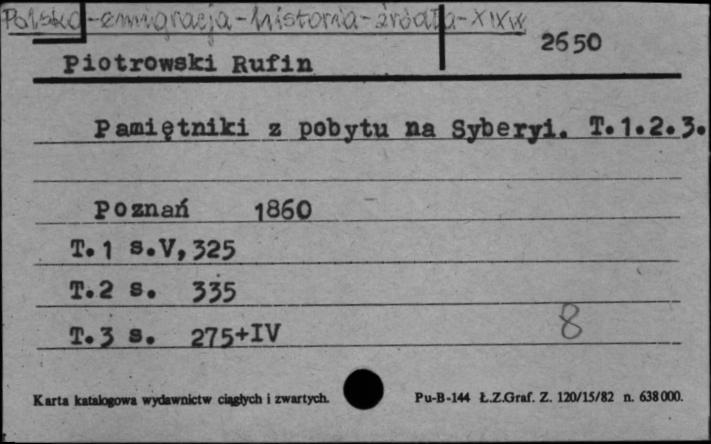 Polska-emigracja-historia-źródła-XIXw
2650
Piotrowski Rufin
Pamiętniki z pobytu na Syberyi. T.1.2.3.
Poznań 1860
T.1 s.V,325
T.2 s. 335
T.3 s. 275+IV
8
Karta katalogowa wydawnictw ciągłych i zwartych. Pu-B-144 Ł.Z.Graf. Z. 120/15/82 n. 638000.